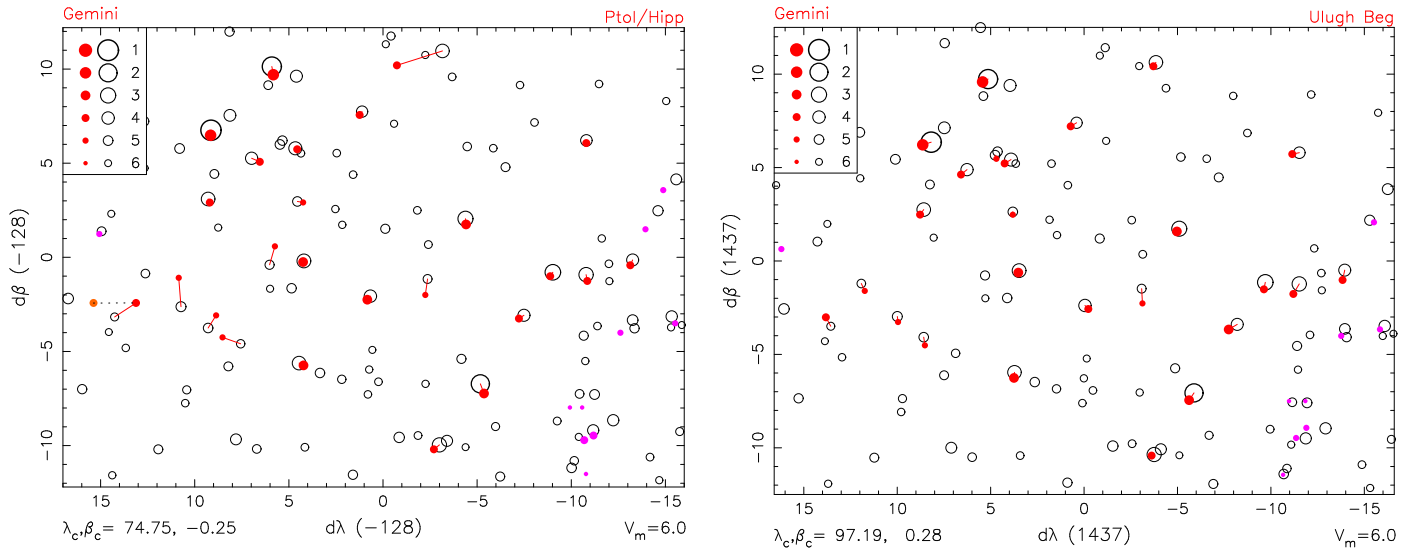 Gemini Ptol/Hipp
1
2
3
4
5
6
10
5
0
−5
−10
dβ (−128)
15 10 5 0 −5 −10 −15
λc,βc= 74.75, −0.25 dλ (−128) Vm=6.0
Gemini Ulugh Beg
1
2
3
4
5
6
10
5
0
−5
−10
dβ (1437)
15 10 5 0 −5 −10 −15
λc,βc= 97.19, 0.28 dλ (1437) Vm=6.0